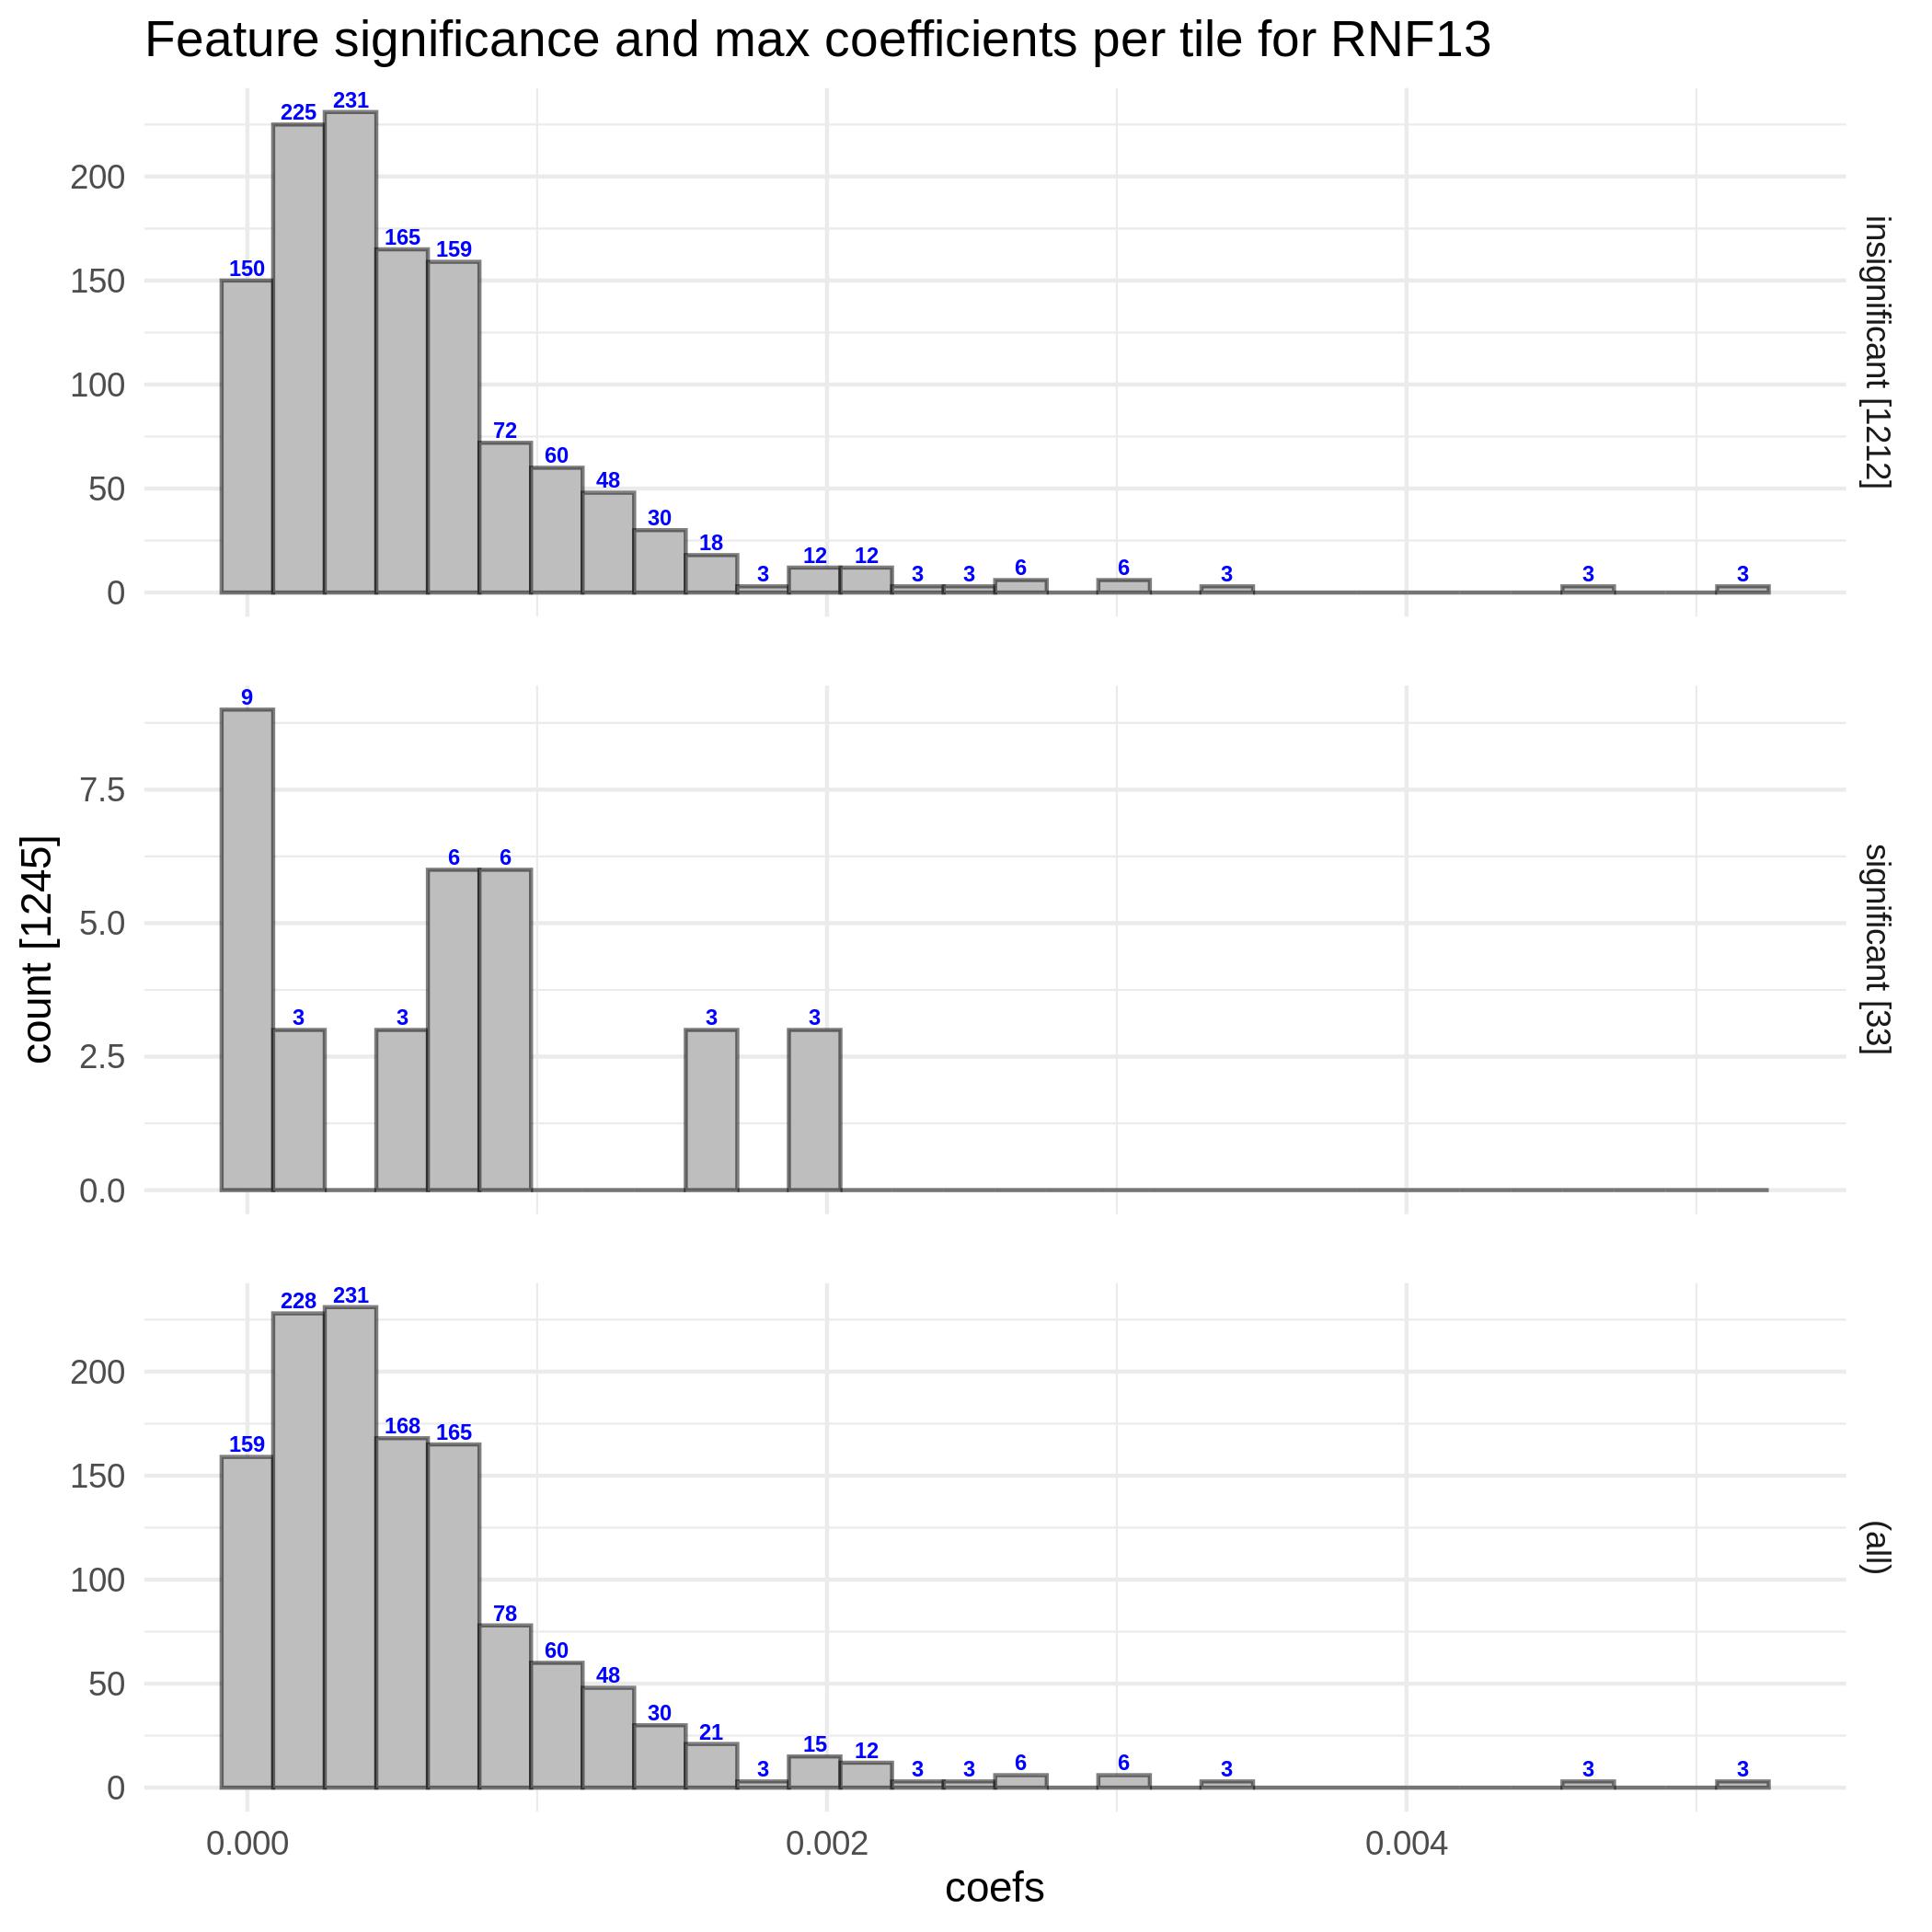 Feature significance and max coefficients per tile for RNF13
225 231
150 165 159
72 60 48 30 18 3 12 12 3 3 6 6 3 3 3
200
150
100
50
0
insignificant [1212]
9 3 3 6 6 3 3
7.5
5.0
2.5
0.0
significant [33]
count [1245]
159 228 231 168 165 78 60 48 30 21 3 15 12 3 3 6 6 3 3 3
200
150
100
50
0
(all)
0.000 0.002 0.004
coefs